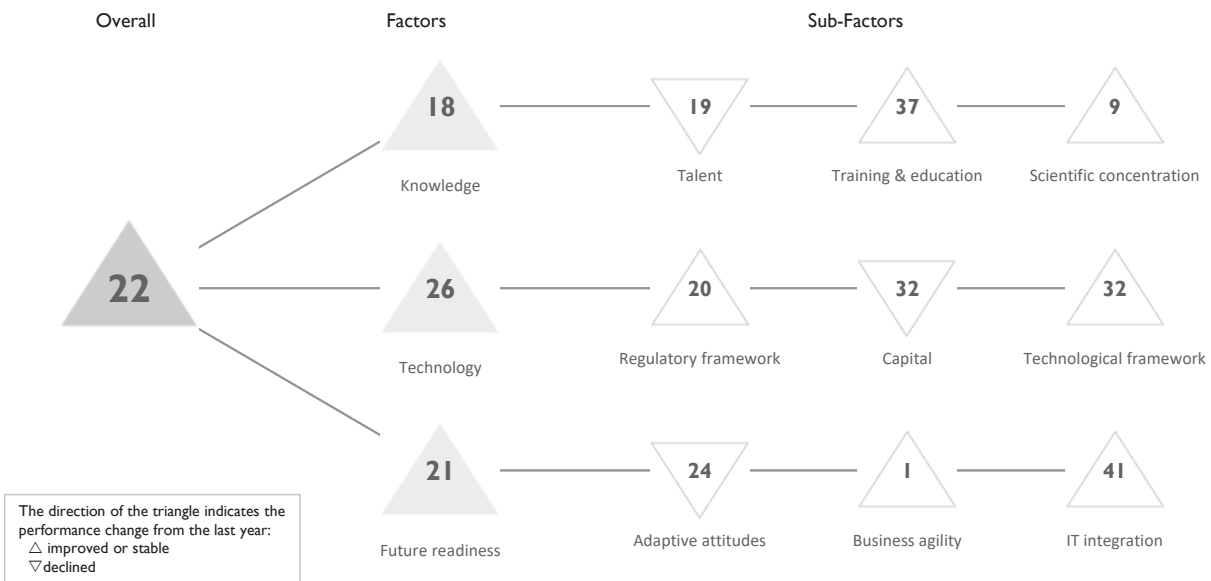 Overall Factors Sub-Factors
18 19 37 9
Knowledge Talent Training & education Scientific concentration
22 26 20 32 32
Technology Regulatory framework Capital Technological framework
21 24 1 41
Future readiness Adaptive attitudes Business agility IT integration
The direction of the triangle indicates the
performance change from the last year:
△ improved or stable
▽declined